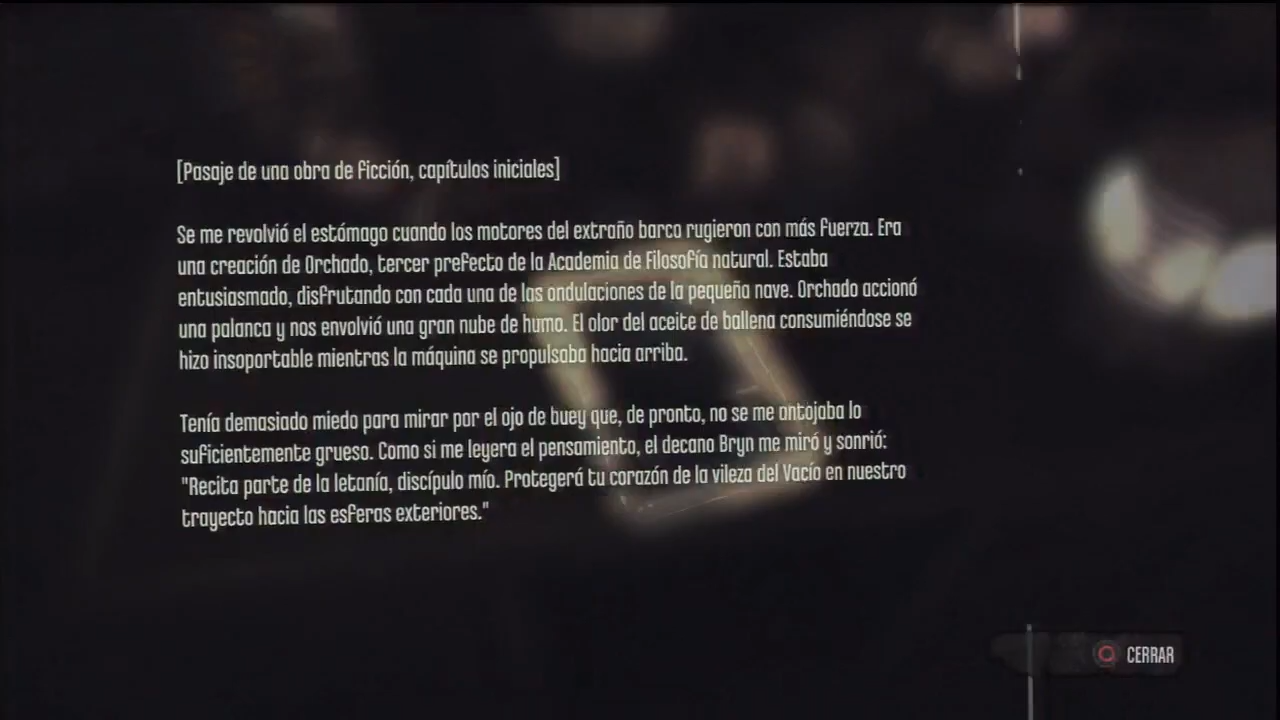 [Pasaje de una obra de ficción, capítulos iniciales]
Se me revolvió el estómago cuando los motores del extraño barco rugieron con más fuerza. Era
una creación de Orchado, tercer prefecto de la Academia de Filosofía natural. Estaba
entusiasmado, disfrutando con cada una de las ondulaciones de la pequeña nave. Orchado accionó
una palanca y nos envolvió una gran nube de humo. El olor del aceite de ballena consumiéndose se
hizo insoportable mientras la máquina se propulsaba hacia arriba.
Tenía demasiado miedo para mirar por el ojo de buey que, de pronto, no se me antojaba lo
suficientemente grueso. Como si me leyera el pensamiento, el decano Bryn me miró y sonrió:
"Recita parte de la letanía, discípulo mío. Protegerá tu corazón de la vileza del Vacío en nuestro
trayecto hacia las esferas exteriores."
CERRAR